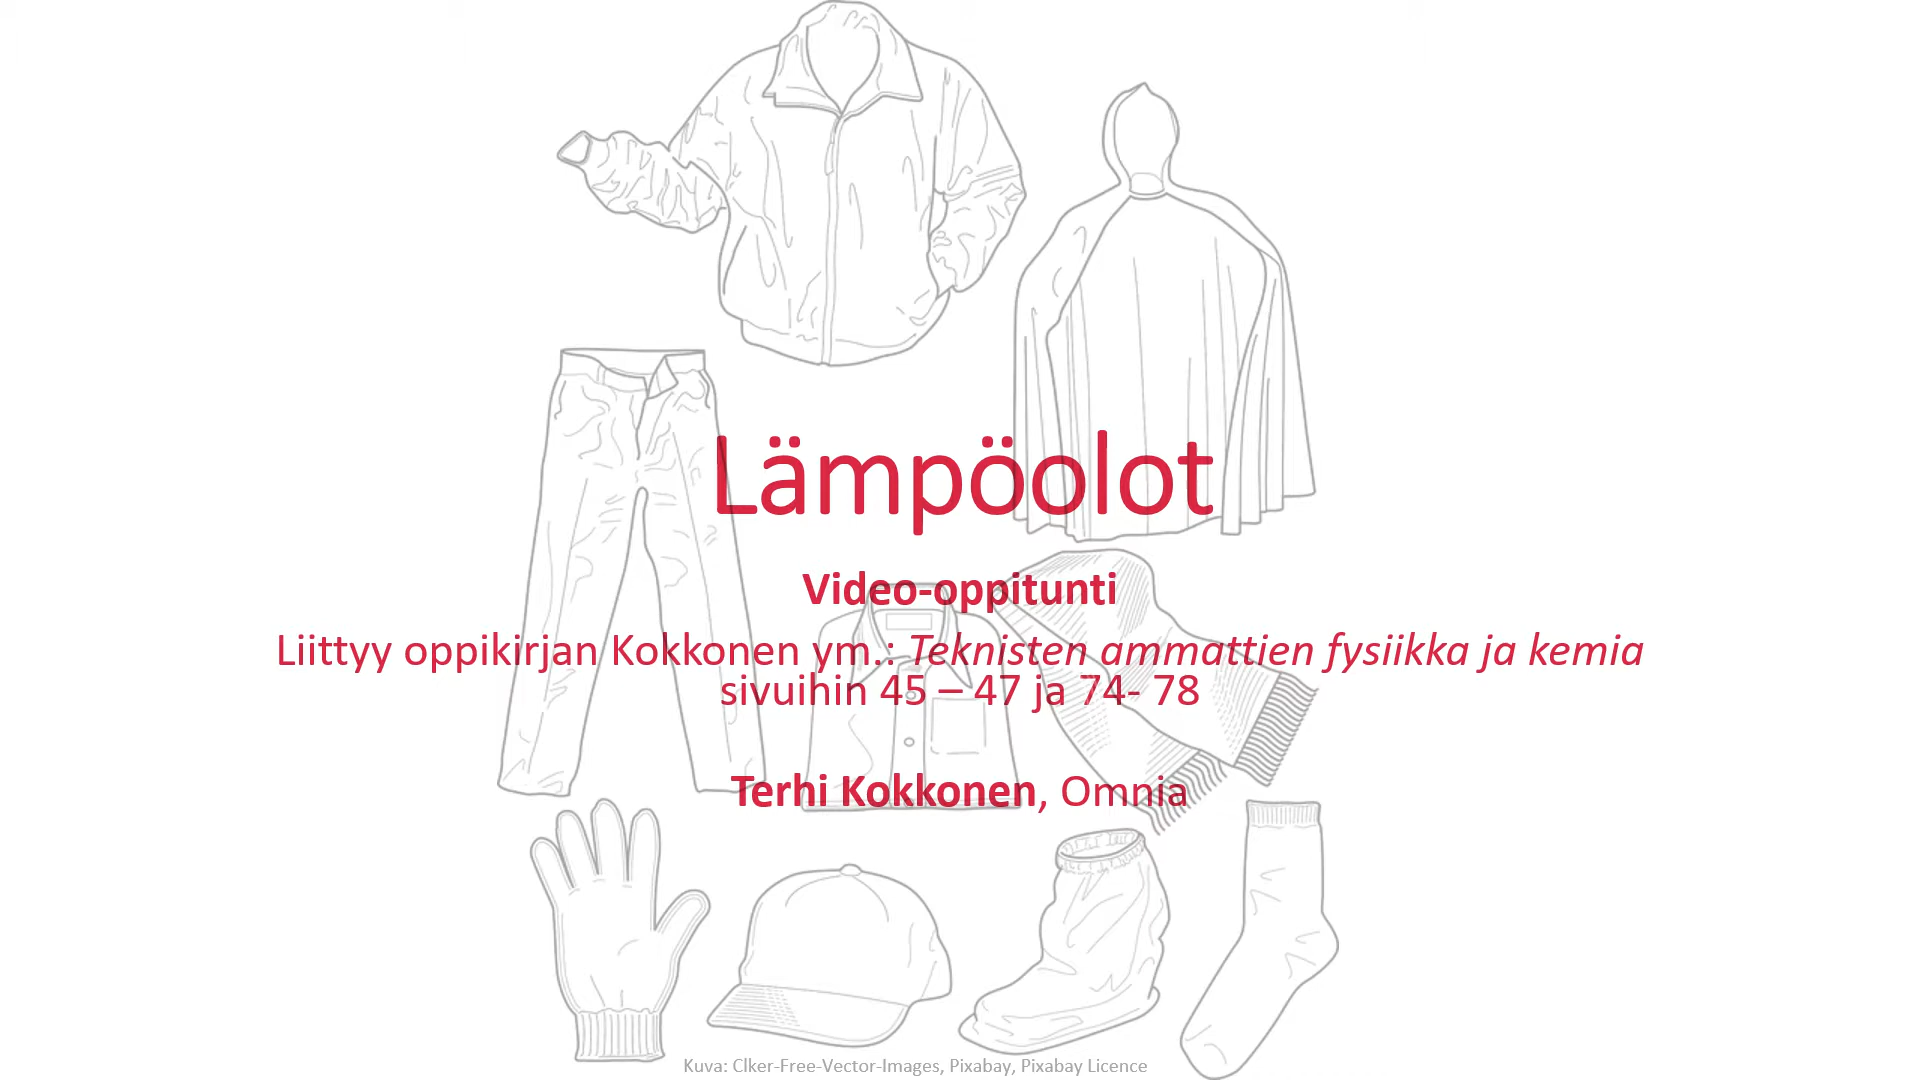 Lämpöolot
Video-oppitunti
Liittyy oppikirjan Kokkonen ym.: Teknisten ammattien fysiikka ja kemia
sivuihin 45 – 47 ja 74- 78
Terhi Kokkonen, Omnia
Kuva: Clker-Free-Vector-Images, Pixabay, Pixabay Licence